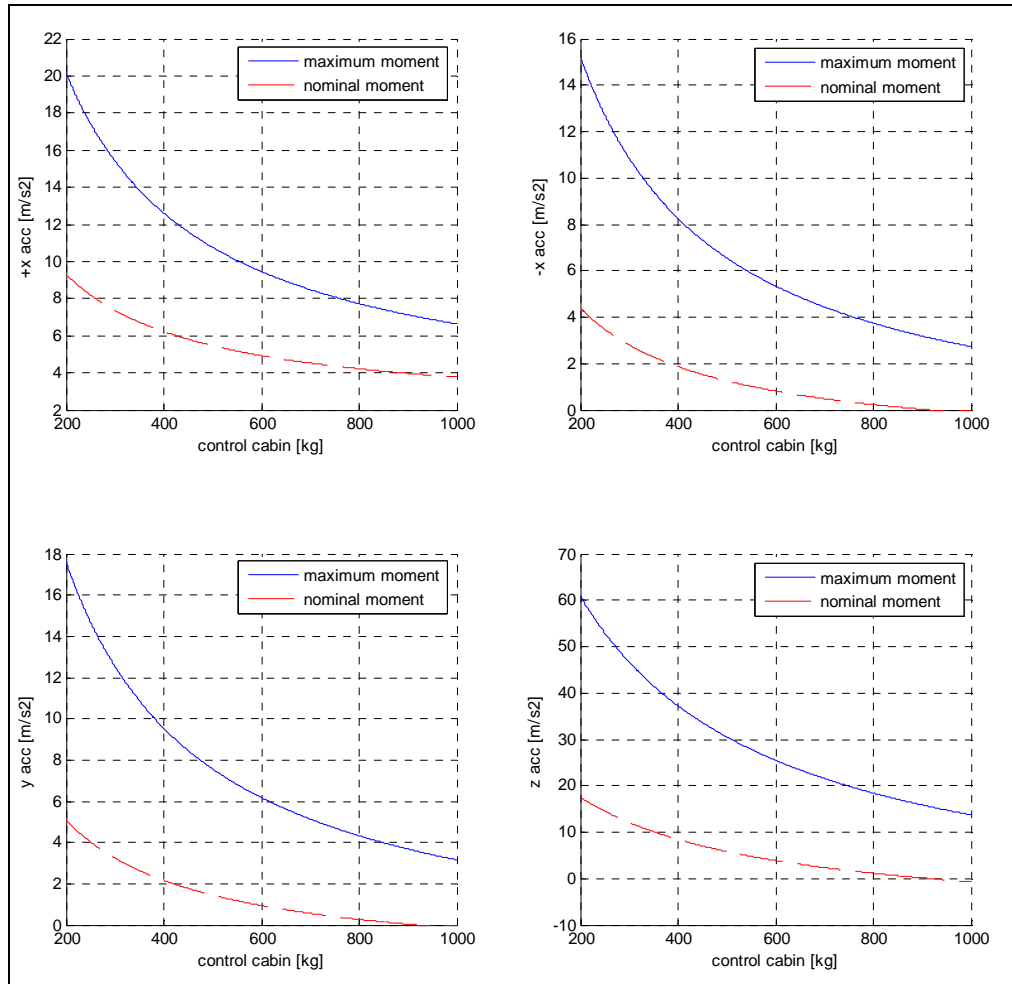 22
20
18
16
14
12
10
8
6
4
2
+x acc [m/s2]
maximum moment
nominal moment
200 400 600 800 1000
control cabin [kg]
16
14
12
10
8
6
4
2
0
-x acc [m/s2]
maximum moment
nominal moment
200 400 600 800 1000
control cabin [kg]
18
16
14
12
10
8
6
4
2
0
y acc [m/s2]
maximum moment
nominal moment
200 400 600 800 1000
control cabin [kg]
70
60
50
40
30
20
10
0
-10
z acc [m/s2]
maximum moment
nominal moment
200 400 600 800 1000
control cabin [kg]